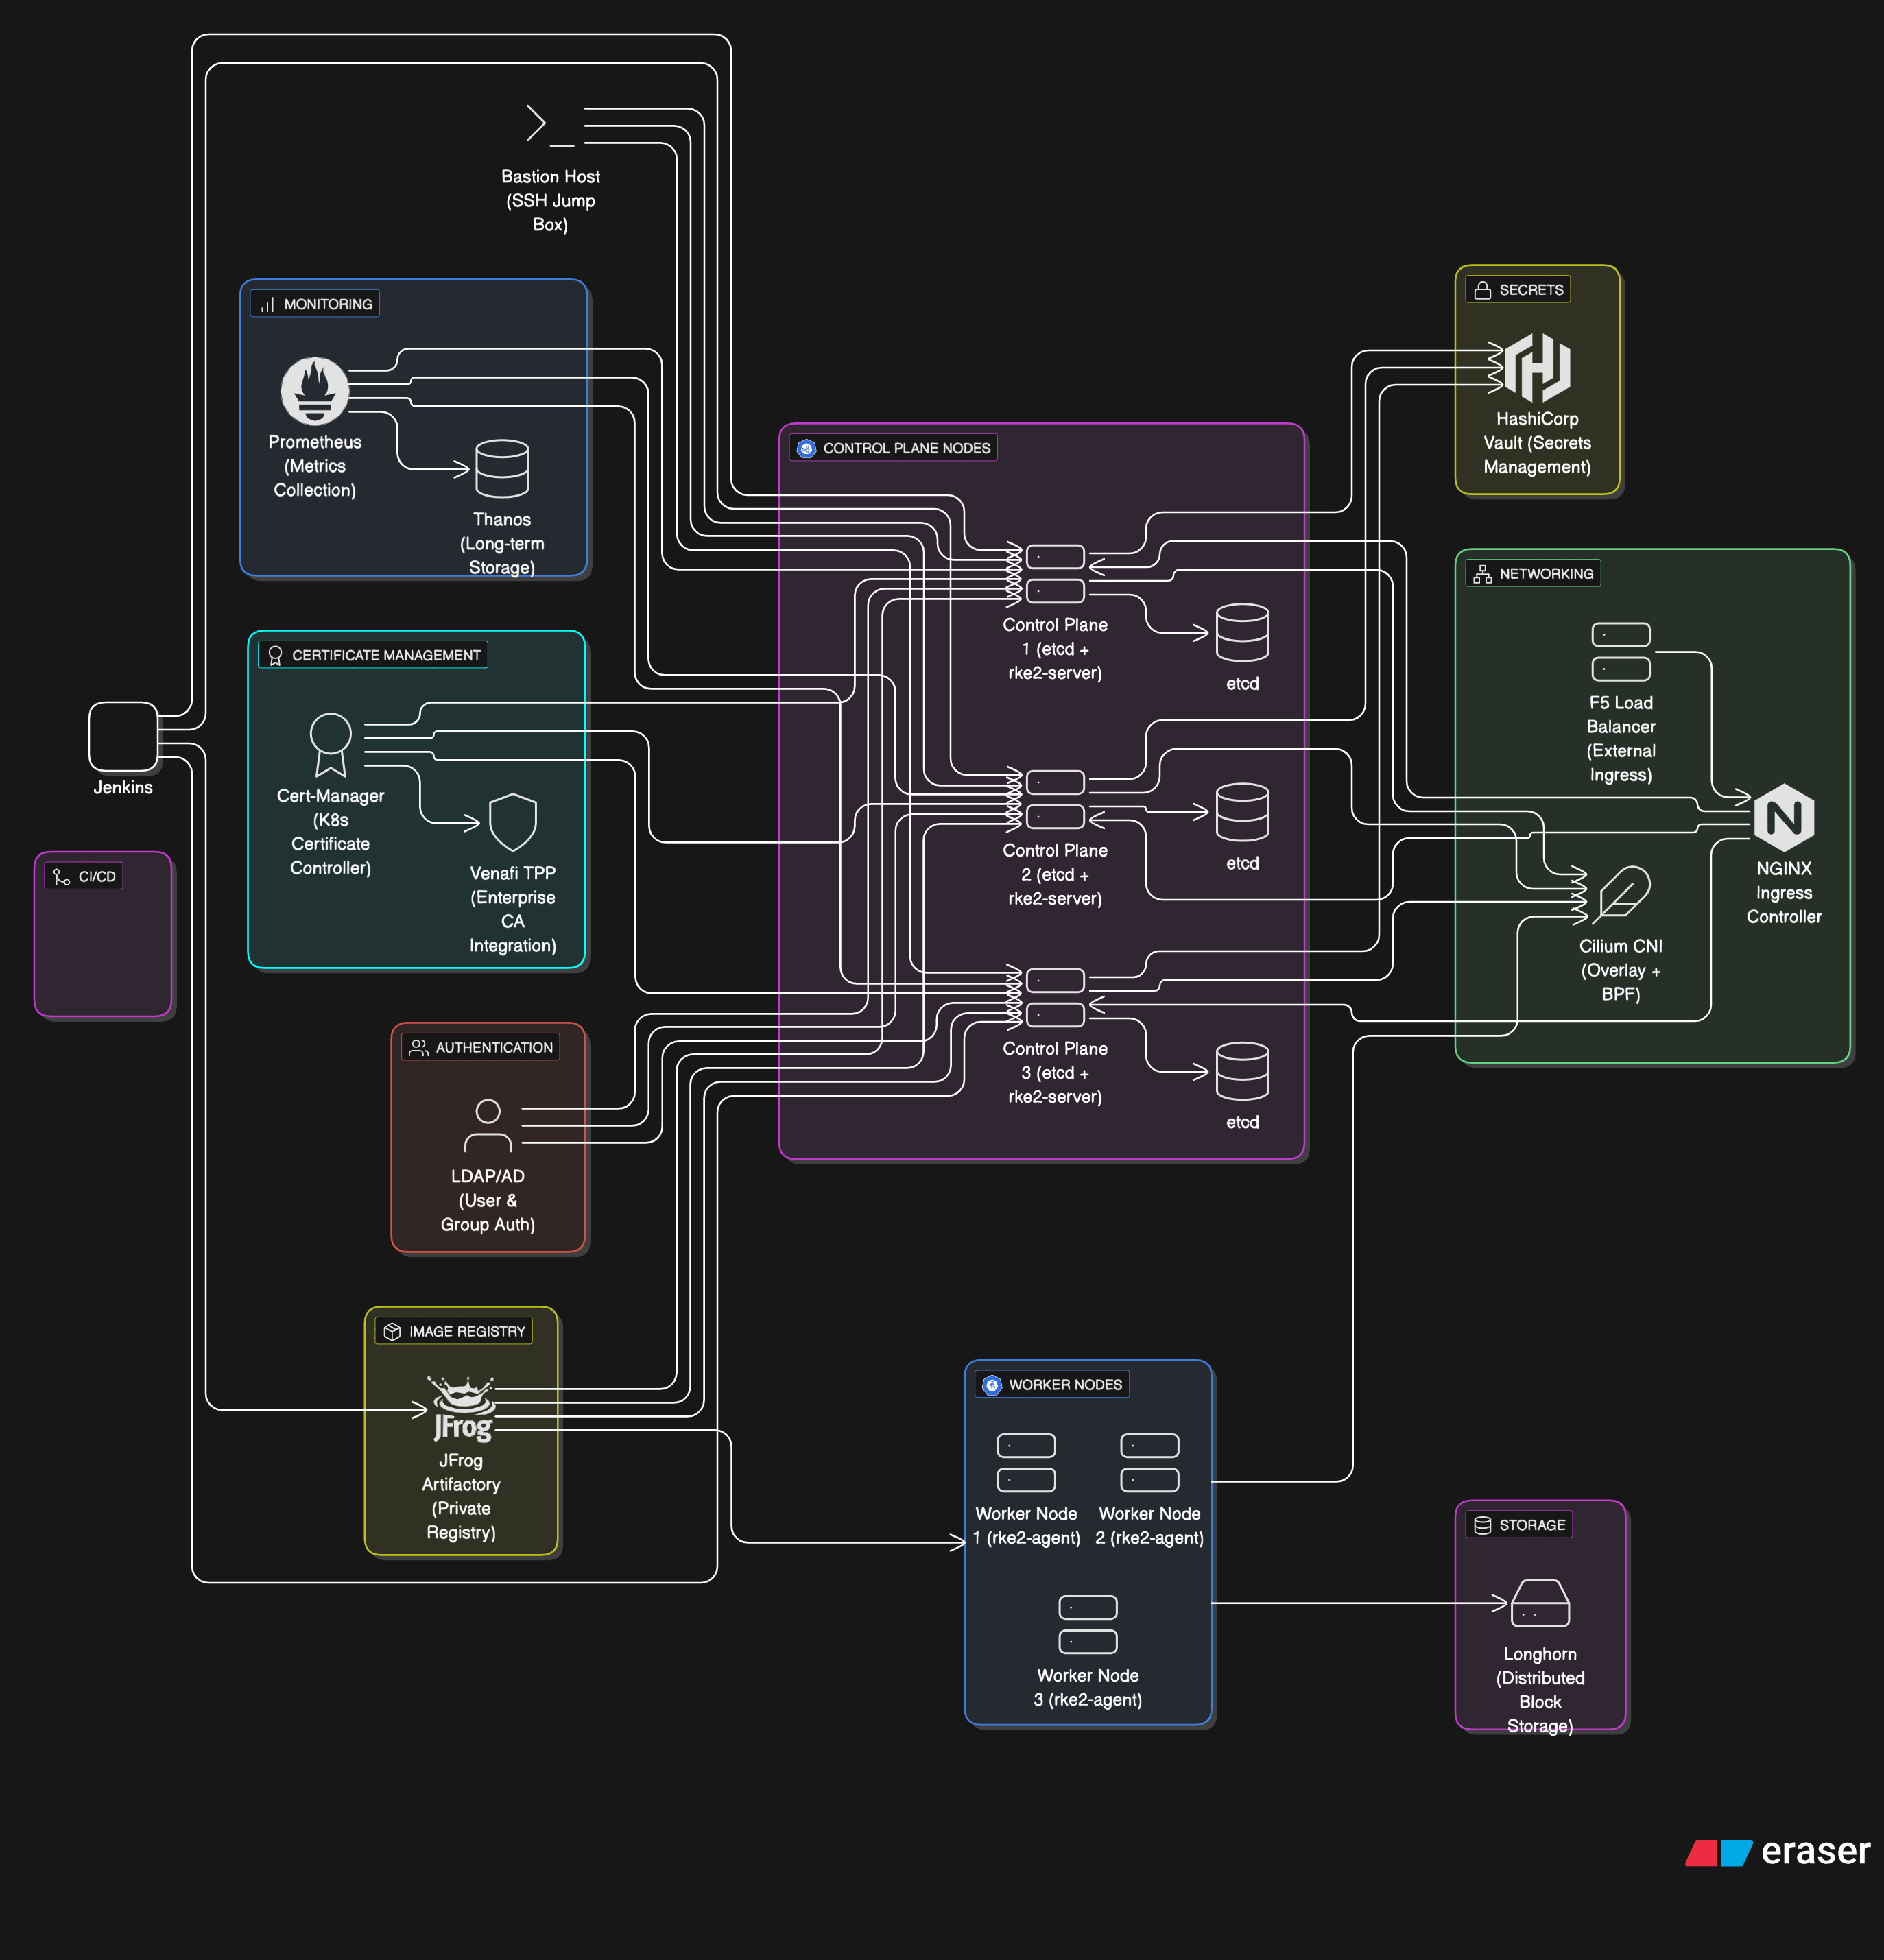 Bastion Host
(SSH Jump
Box)
MONITORING
Prometheus
(Metrics
Collection)
Thanos
(Long-term
Storage)
CERTIFICATE MANAGEMENT
Cert-Manager
(K8s
Certificate
Controller)
Venafi TPP
(Enterprise
CA
Integration)
Jenkins
CI/CD
AUTHENTICATION
LDAP/AD
(User &
Group Auth)
IMAGE REGISTRY
JFrog
JFrog
Artifactory
(Private
Registry)
CONTROL PLANE NODES
Control Plane
1 (etcd +
rke2-server)
etcd
Control Plane
2 (etcd +
rke2-server)
etcd
Control Plane
3 (etcd +
rke2-server)
etcd
WORKER NODES
Worker Node
1 (rke2-agent)
Worker Node
2 (rke2-agent)
Worker Node
3 (rke2-agent)
SECRETS
HashiCorp
Vault (Secrets
Management)
NETWORKING
F5 Load
Balancer
(External
Ingress)
N
NGINX
Ingress
Controller
Cilium CNI
(Overlay +
BPF)
STORAGE
Longhorn
(Distributed
Block
Storage)
eraser